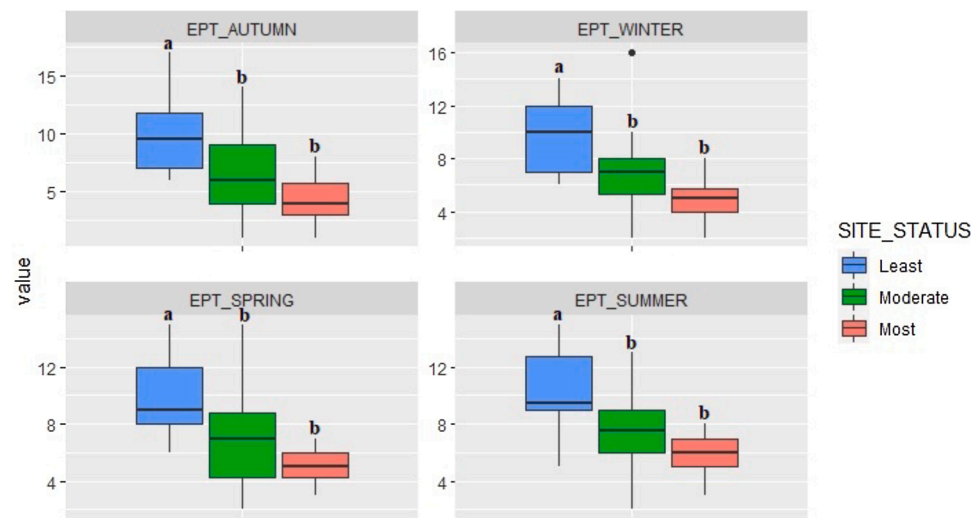 EPT_AUTUMN
EPT_WINTER
a
b
b
15
10
5
a
b
b
16
12
8
4
value
SITE_STATUS
Least
Moderate
Most
EPT_SPRING
EPT_SUMMER
a
b
b
12
8
4
a
b
b
12
8
4